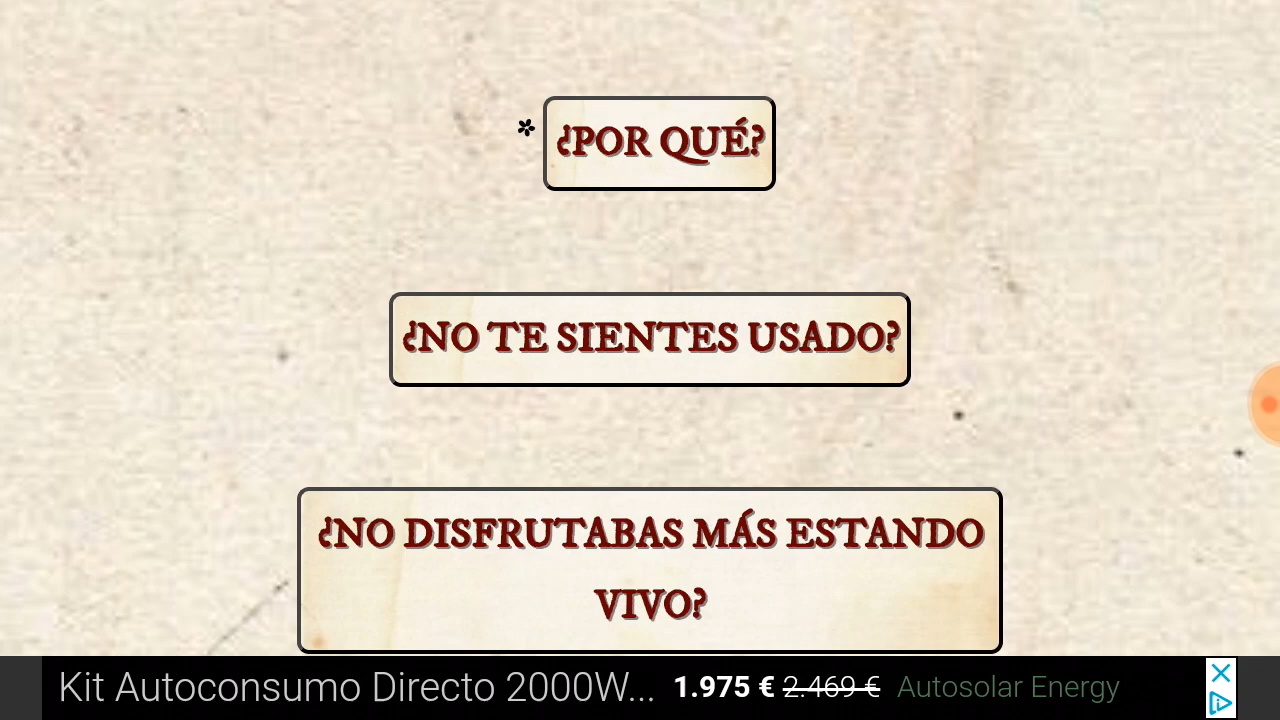 * ¿POR QUÉ?
¿NO TE SIENTES USADO?
¿NO DISFRUTABAS MÁS ESTANDO
VIVO?
Kit Autoconsumo Directo 2000W... 1.975 € 2.469 € Autosolar Energy